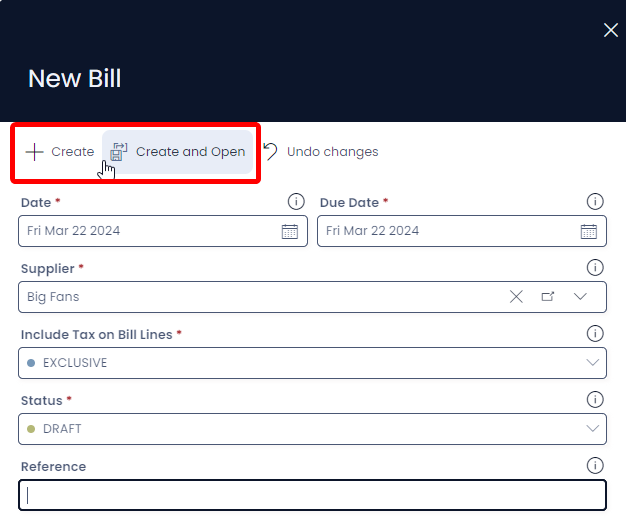 New Bill
Create Create and Open Undo changes
Date * Due Date *
Fri Mar 22 2024 Fri Mar 22 2024
Supplier *
Big Fans
Include Tax on Bill Lines *
EXCLUSIVE
Status *
DRAFT
Reference